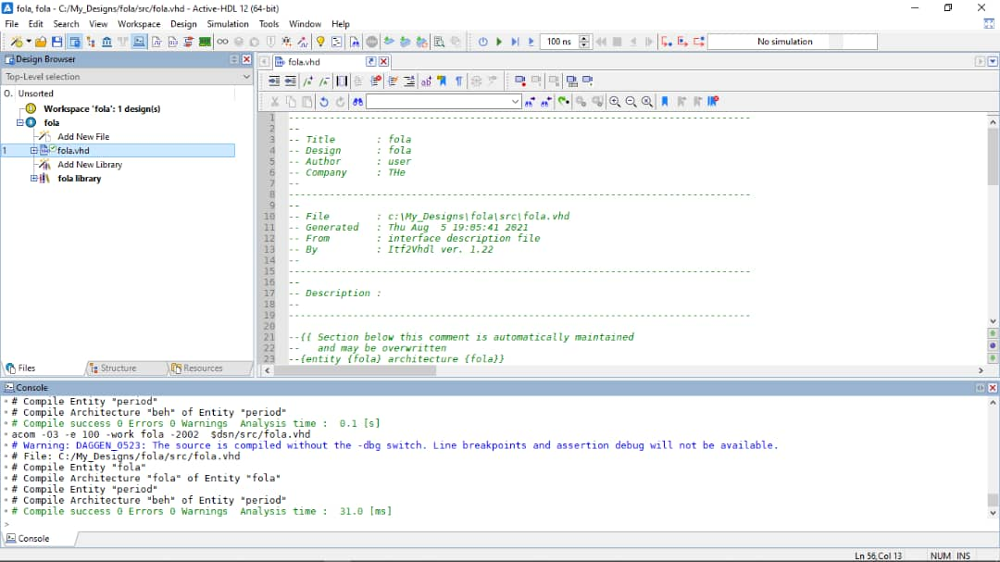 fola, fola - C:/My_Designs/fola/src/fola.vhd - Active-HDL 12 (64-bit)
File Edit Search View Workspace Design Simulation Tools Window Help
100 ns No simulation
Design Browser
fola.vhd
Top-Level selection
O. Unsorted
Workspace 'fola': 1 design(s)
fola
Add New File
1 fola.vhd
Add New Library
fola library
Files Structure Resources
1 --------------------------------------------------------------------------------
2 --
3 -- Title : fola
4 -- Design : fola
5 -- Author : user
6 -- Company : THe
7 --
8 --------------------------------------------------------------------------------
9 --
10 -- File : c:\My_Designs\fola\src\fola.vhd
11 -- Generated : Thu Aug 5 19:05:41 2021
12 -- From : interface description file
13 -- By : Itf2Vhdl ver. 1.22
14 --
15 --------------------------------------------------------------------------------
16 --
17 -- Description :
18 --
19 --------------------------------------------------------------------------------
20
21 --{{ Section below this comment is automatically maintained
22 -- and may be overwritten
23 --{entity {fola} architecture {fola}}
Console
# Compile Entity "period"
# Compile Architecture "beh" of Entity "period"
# Compile success 0 Errors 0 Warnings Analysis time : 0.1 [s]
acom -O3 -e 100 -work fola -2002 $dsn/src/fola.vhd
# Warning: DAGGEN_0523: The source is compiled without the -dbg switch. Line breakpoints and assertion debug will not be available.
# File: C:/My_Designs/fola/src/fola.vhd
# Compile Entity "fola"
# Compile Architecture "fola" of Entity "fola"
# Compile Entity "period"
# Compile Architecture "beh" of Entity "period"
# Compile success 0 Errors 0 Warnings Analysis time : 31.0 [ms]
>
Console
Ln 56,Col 13 NUM INS